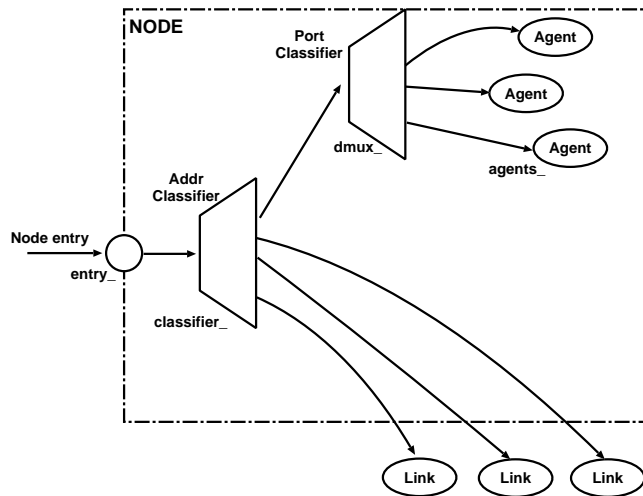 NODE
Port
Classifier
Agent
Agent
Agent
dmux_
agents_
Addr
Classifier
Node entry
entry_
classifier_
Link
Link
Link